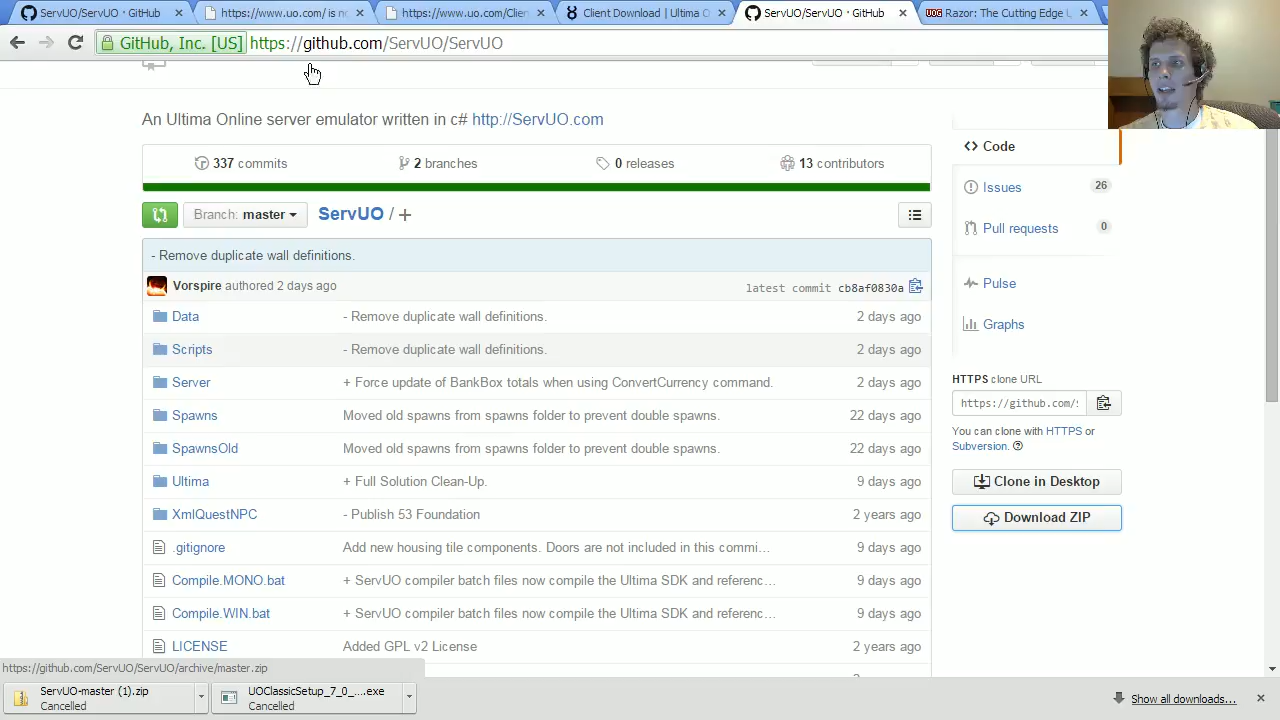 ServUO/ServUO · GitHub
https://www.uo.com/ is no
https://www.uo.com/Clien
Client Download | Ultima O
ServUO/ServUO · GitHub
UOG Razor: The Cutting Edge U
GitHub, Inc. [US] https://github.com/ServUO/ServUO
An Ultima Online server emulator written in c# http://ServUO.com
337 commits
2 branches
0 releases
13 contributors
Branch: master
ServUO / +
- Remove duplicate wall definitions.
Vorspire authored 2 days ago
latest commit cb8af0830a
Data - Remove duplicate wall definitions. 2 days ago
Scripts - Remove duplicate wall definitions. 2 days ago
Server + Force update of BankBox totals when using ConvertCurrency command. 2 days ago
Spawns Moved old spawns from spawns folder to prevent double spawns. 22 days ago
SpawnsOld Moved old spawns from spawns folder to prevent double spawns. 22 days ago
Ultima + Full Solution Clean-Up. 9 days ago
XmlQuestNPC - Publish 53 Foundation 2 years ago
.gitignore Add new housing tile components. Doors are not included in this commi… 9 days ago
Compile.MONO.bat + ServUO compiler batch files now compile the Ultima SDK and referenc… 9 days ago
Compile.WIN.bat + ServUO compiler batch files now compile the Ultima SDK and referenc… 9 days ago
LICENSE Added GPL v2 License 2 years ago
Code
Issues 26
Pull requests 0
Pulse
Graphs
HTTPS clone URL
https://github.com/S
You can clone with HTTPS or
Subversion.
Clone in Desktop
Download ZIP
https://github.com/ServUO/ServUO/archive/master.zip
ServUO-master (1).zip
Cancelled
UOClassicSetup_7_0_....exe
Cancelled
Show all downloads...